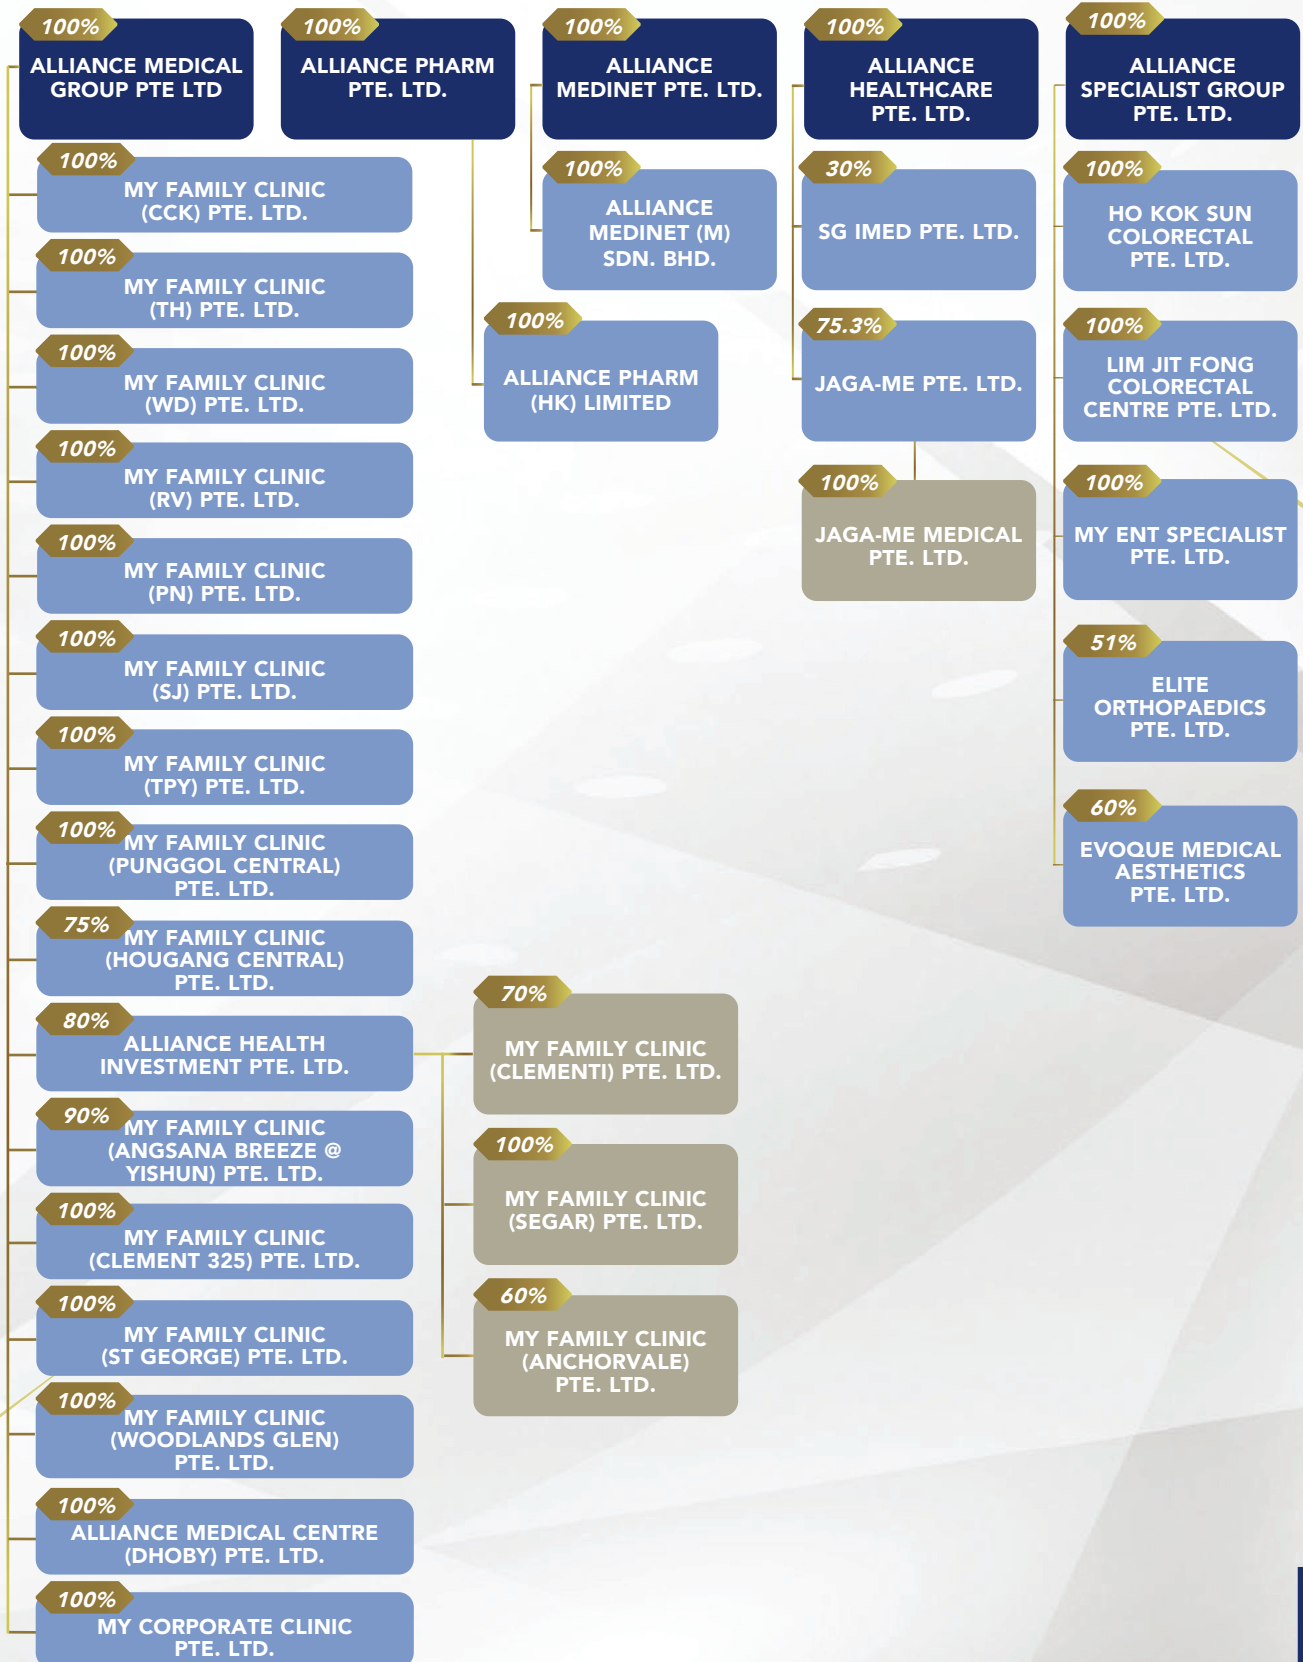 100%
ALLIANCE MEDICAL
GROUP PTE LTD
100%
MY FAMILY CLINIC
(CCK) PTE. LTD.
100%
MY FAMILY CLINIC
(TH) PTE. LTD.
100%
MY FAMILY CLINIC
(WD) PTE. LTD.
100%
MY FAMILY CLINIC
(RV) PTE. LTD.
100%
MY FAMILY CLINIC
(PN) PTE. LTD.
100%
MY FAMILY CLINIC
(SJ) PTE. LTD.
100%
MY FAMILY CLINIC
(TPY) PTE. LTD.
100%
MY FAMILY CLINIC
(PUNGGOL CENTRAL)
PTE. LTD.
75%
MY FAMILY CLINIC
(HOUGANG CENTRAL)
PTE. LTD.
80%
ALLIANCE HEALTH
INVESTMENT PTE. LTD.
70%
MY FAMILY CLINIC
(CLEMENTI) PTE. LTD.
100%
MY FAMILY CLINIC
(SEGAR) PTE. LTD.
60%
MY FAMILY CLINIC
(ANCHORVALE)
PTE. LTD.
90%
MY FAMILY CLINIC
(ANGSANA BREEZE @
YISHUN) PTE. LTD.
100%
MY FAMILY CLINIC
(CLEMENT 325) PTE. LTD.
100%
MY FAMILY CLINIC
(ST GEORGE) PTE. LTD.
100%
MY FAMILY CLINIC
(WOODLANDS GLEN)
PTE. LTD.
100%
ALLIANCE MEDICAL CENTRE
(DHOBY) PTE. LTD.
100%
MY CORPORATE CLINIC
PTE. LTD.
100%
ALLIANCE PHARM
PTE. LTD.
100%
ALLIANCE PHARM
(HK) LIMITED
100%
ALLIANCE
MEDINET PTE. LTD.
100%
ALLIANCE
MEDINET (M)
SDN. BHD.
100%
ALLIANCE
HEALTHCARE
PTE. LTD.
30%
SG IMED PTE. LTD.
75.3%
JAGA-ME PTE. LTD.
100%
JAGA-ME MEDICAL
PTE. LTD.
100%
ALLIANCE
SPECIALIST GROUP
PTE. LTD.
100%
HO KOK SUN
COLORECTAL
PTE. LTD.
100%
LIM JIT FONG
COLORECTAL
CENTRE PTE. LTD.
100%
MY ENT SPECIALIST
PTE. LTD.
51%
ELITE
ORTHOPAEDICS
PTE. LTD.
60%
EVOQUE MEDICAL
AESTHETICS
PTE. LTD.